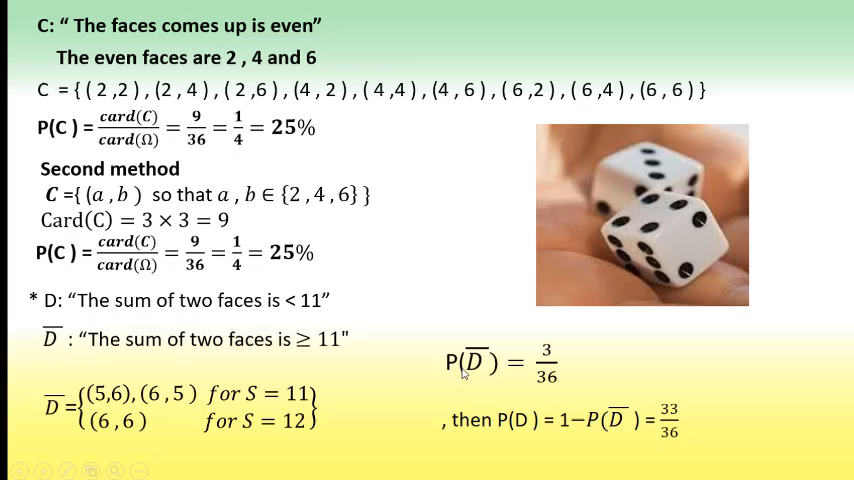 C: “ The faces comes up is even”
The even faces are 2 , 4 and 6
C = { ( 2 ,2 ) , (2 , 4 ) , ( 2 ,6 ) , (4 , 2 ) , ( 4 ,4 ) , (4 , 6 ) , ( 6 ,2 ) , ( 6 ,4 ) , (6 , 6 ) }
P(C ) = card(C)/card(Ω) = 9/36 = 1/4 = 25%
Second method
C ={ (a , b ) so that a , b ∈ {2 , 4 , 6} }
Card(C) = 3 × 3 = 9
P(C ) = card(C)/card(Ω) = 9/36 = 1/4 = 25%
* D: “The sum of two faces is < 11”
D̅ : “The sum of two faces is ≥ 11"
D̅ ={(5,6), (6 , 5 ) for S = 11
(6 , 6 ) for S = 12}
P(D̅ ) = 3/36
, then P(D ) = 1−P(D̅ ) = 33/36